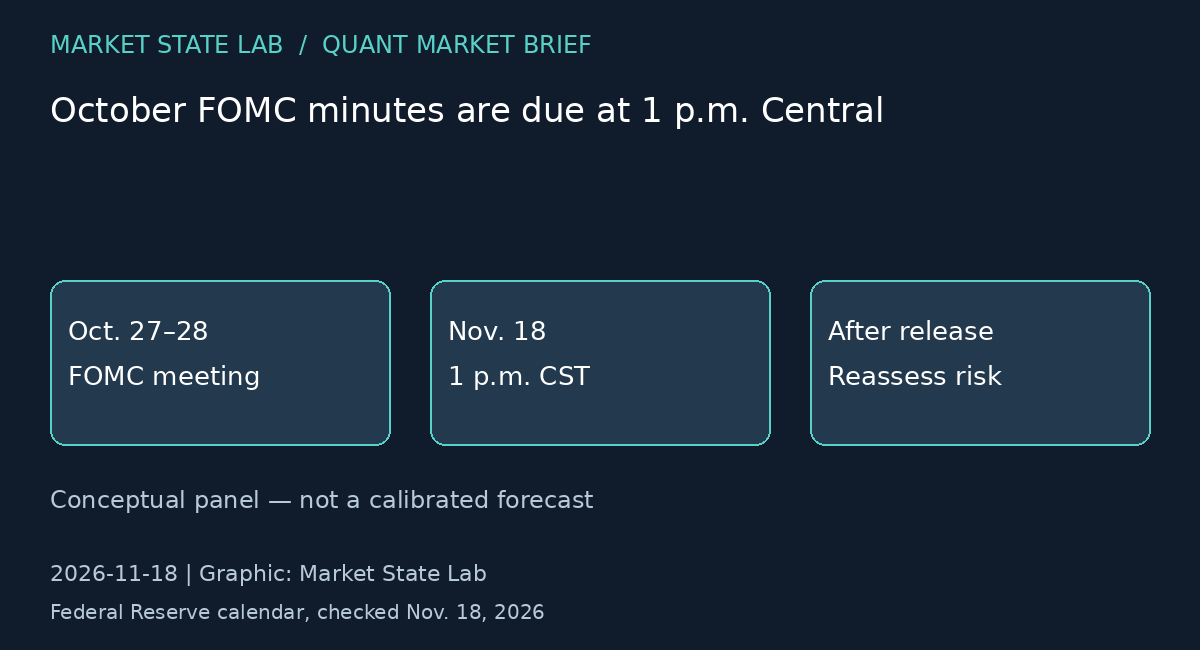 MARKET STATE LAB / QUANT MARKET BRIEF
October FOMC minutes are due at 1 p.m. Central
Oct. 27–28
FOMC meeting
Nov. 18
1 p.m. CST
After release
Reassess risk
Conceptual panel — not a calibrated forecast
2026-11-18 | Graphic: Market State Lab
Federal Reserve calendar, checked Nov. 18, 2026